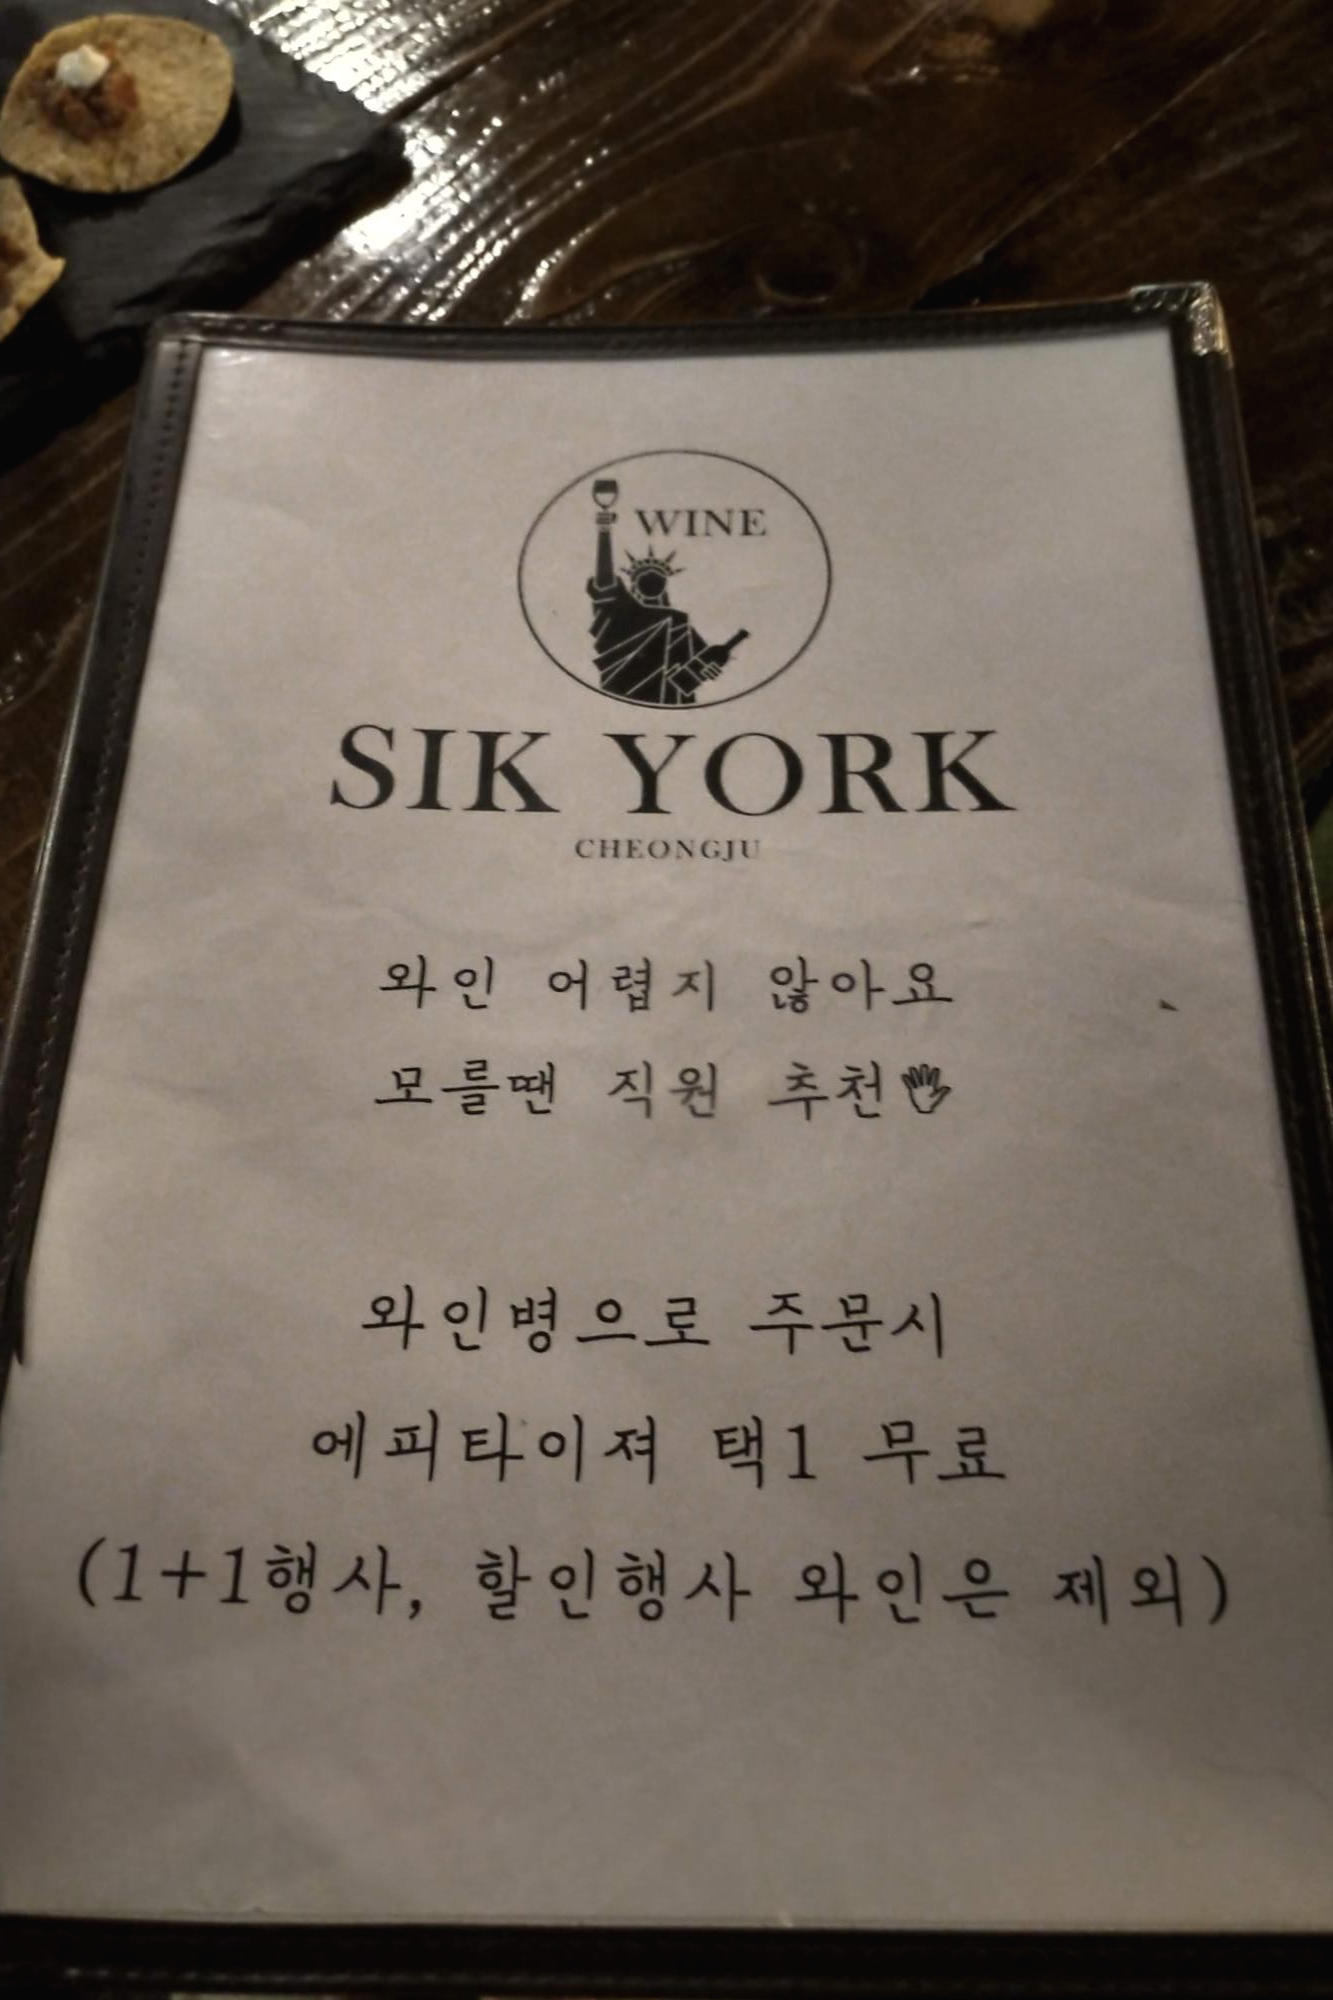 WINE
SIK YORK
CHEONGJU
와인 어렵지 않아요
모를땐 직원 추천🖐
와인병으로 주문시
에피타이져 택1 무료
(1+1행사, 할인행사 와인은 제외)